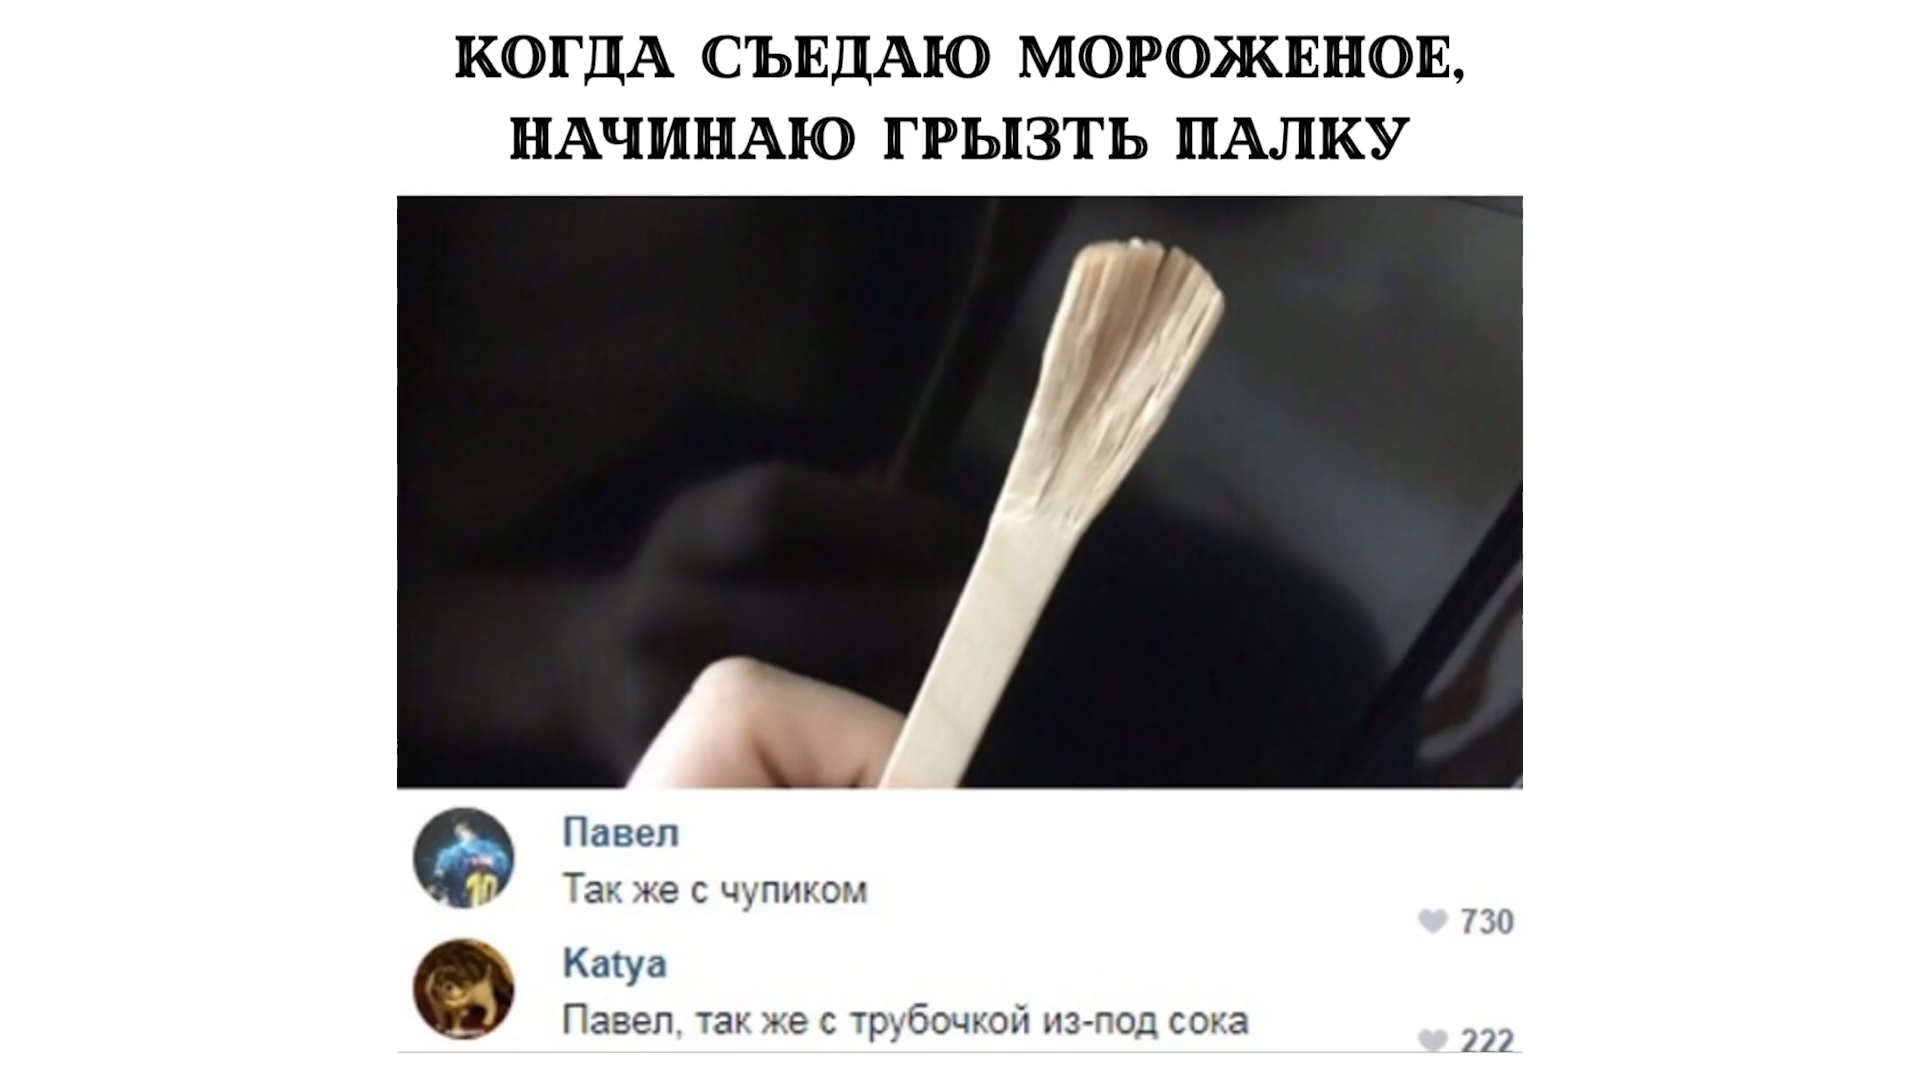 КОГДА СЪЕДАЮ МОРОЖЕНОЕ,
НАЧИНАЮ ГРЫЗТЬ ПАЛКУ
10
Павел
Так же с чупиком
730
Katya
Павел, так же с трубочкой из-под сока
222